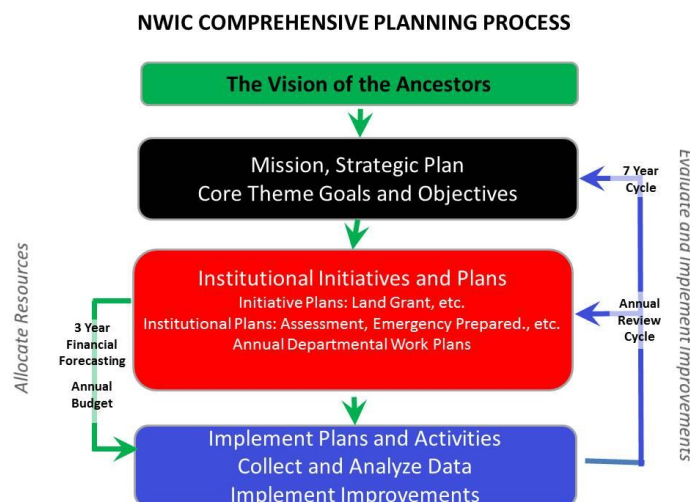 NWIC COMPREHENSIVE PLANNING PROCESS
The Vision of the Ancestors
Mission, Strategic Plan
Core Theme Goals and Objectives
7 Year
Cycle
Evaluate and Implement Improvements
Allocate Resources
Institutional Initiatives and Plans
Initiative Plans: Land Grant, etc.
Institutional Plans: Assessment, Emergency Prepared., etc.
Annual Departmental Work Plans
3 Year
Financial
Forecasting
Annual
Budget
Annual
Review
Cycle
Implement Plans and Activities
Collect and Analyze Data
Implement Improvements